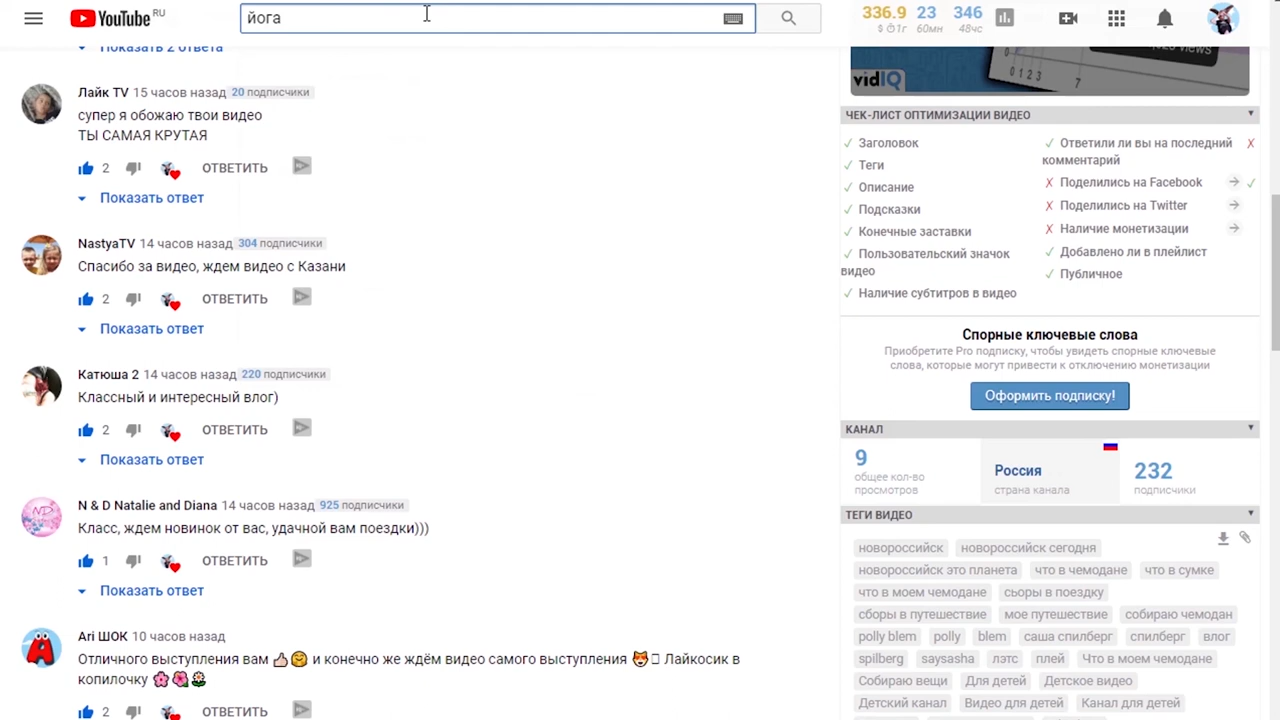 YouTube RU
йога
336.9 23 346
$ 1г 60мн 48чс
Показать 2 ответа
Лайк TV 15 часов назад 20 подписчики
супер я обожаю твои видео
ТЫ САМАЯ КРУТАЯ
2 ОТВЕТИТЬ
Показать ответ
NastyaTV 14 часов назад 304 подписчики
Спасибо за видео, ждем видео с Казани
2 ОТВЕТИТЬ
Показать ответ
Катюша 2 14 часов назад 220 подписчики
Классный и интересный влог)
2 ОТВЕТИТЬ
Показать ответ
N & D Natalie and Diana 14 часов назад 925 подписчики
Класс, ждем новинок от вас, удачной вам поездки)))
1 ОТВЕТИТЬ
Показать ответ
Ari ШОК 10 часов назад
Отличного выступления вам 👍🤗 и конечно же ждём видео самого выступления Лайкосик в
копилочку 🌸🌺🌼
2 ОТВЕТИТЬ
views
0 1 2 3 7
vidIQ
ЧЕК-ЛИСТ ОПТИМИЗАЦИИ ВИДЕО
✓ Заголовок
✓ Теги
✓ Описание
✓ Подсказки
✓ Конечные заставки
✓ Пользовательский значок
видео
✓ Наличие субтитров в видео
✓ Ответили ли вы на последний ✗
комментарий
✗ Поделились на Facebook → ✓
✗ Поделились на Twitter →
✗ Наличие монетизации →
✓ Добавлено ли в плейлист
✓ Публичное
Спорные ключевые слова
Приобретите Pro подписку, чтобы увидеть спорные ключевые
слова, которые могут привести к отключению монетизации
Оформить подписку!
КАНАЛ
9
общее кол-во
просмотров
Россия
страна канала
232
подписчики
ТЕГИ ВИДЕО
новороссийск новороссийск сегодня
новороссийск это планета что в чемодане что в сумке
что в моем чемодане сьоры в поездку
сборы в путешествие мое путешествие собираю чемодан
polly blem polly blem саша спилберг спилберг влог
spilberg saysasha лэтс плей Что в моем чемодане
Собираю вещи Для детей Детское видео
Детский канал Видео для детей Канал для детей